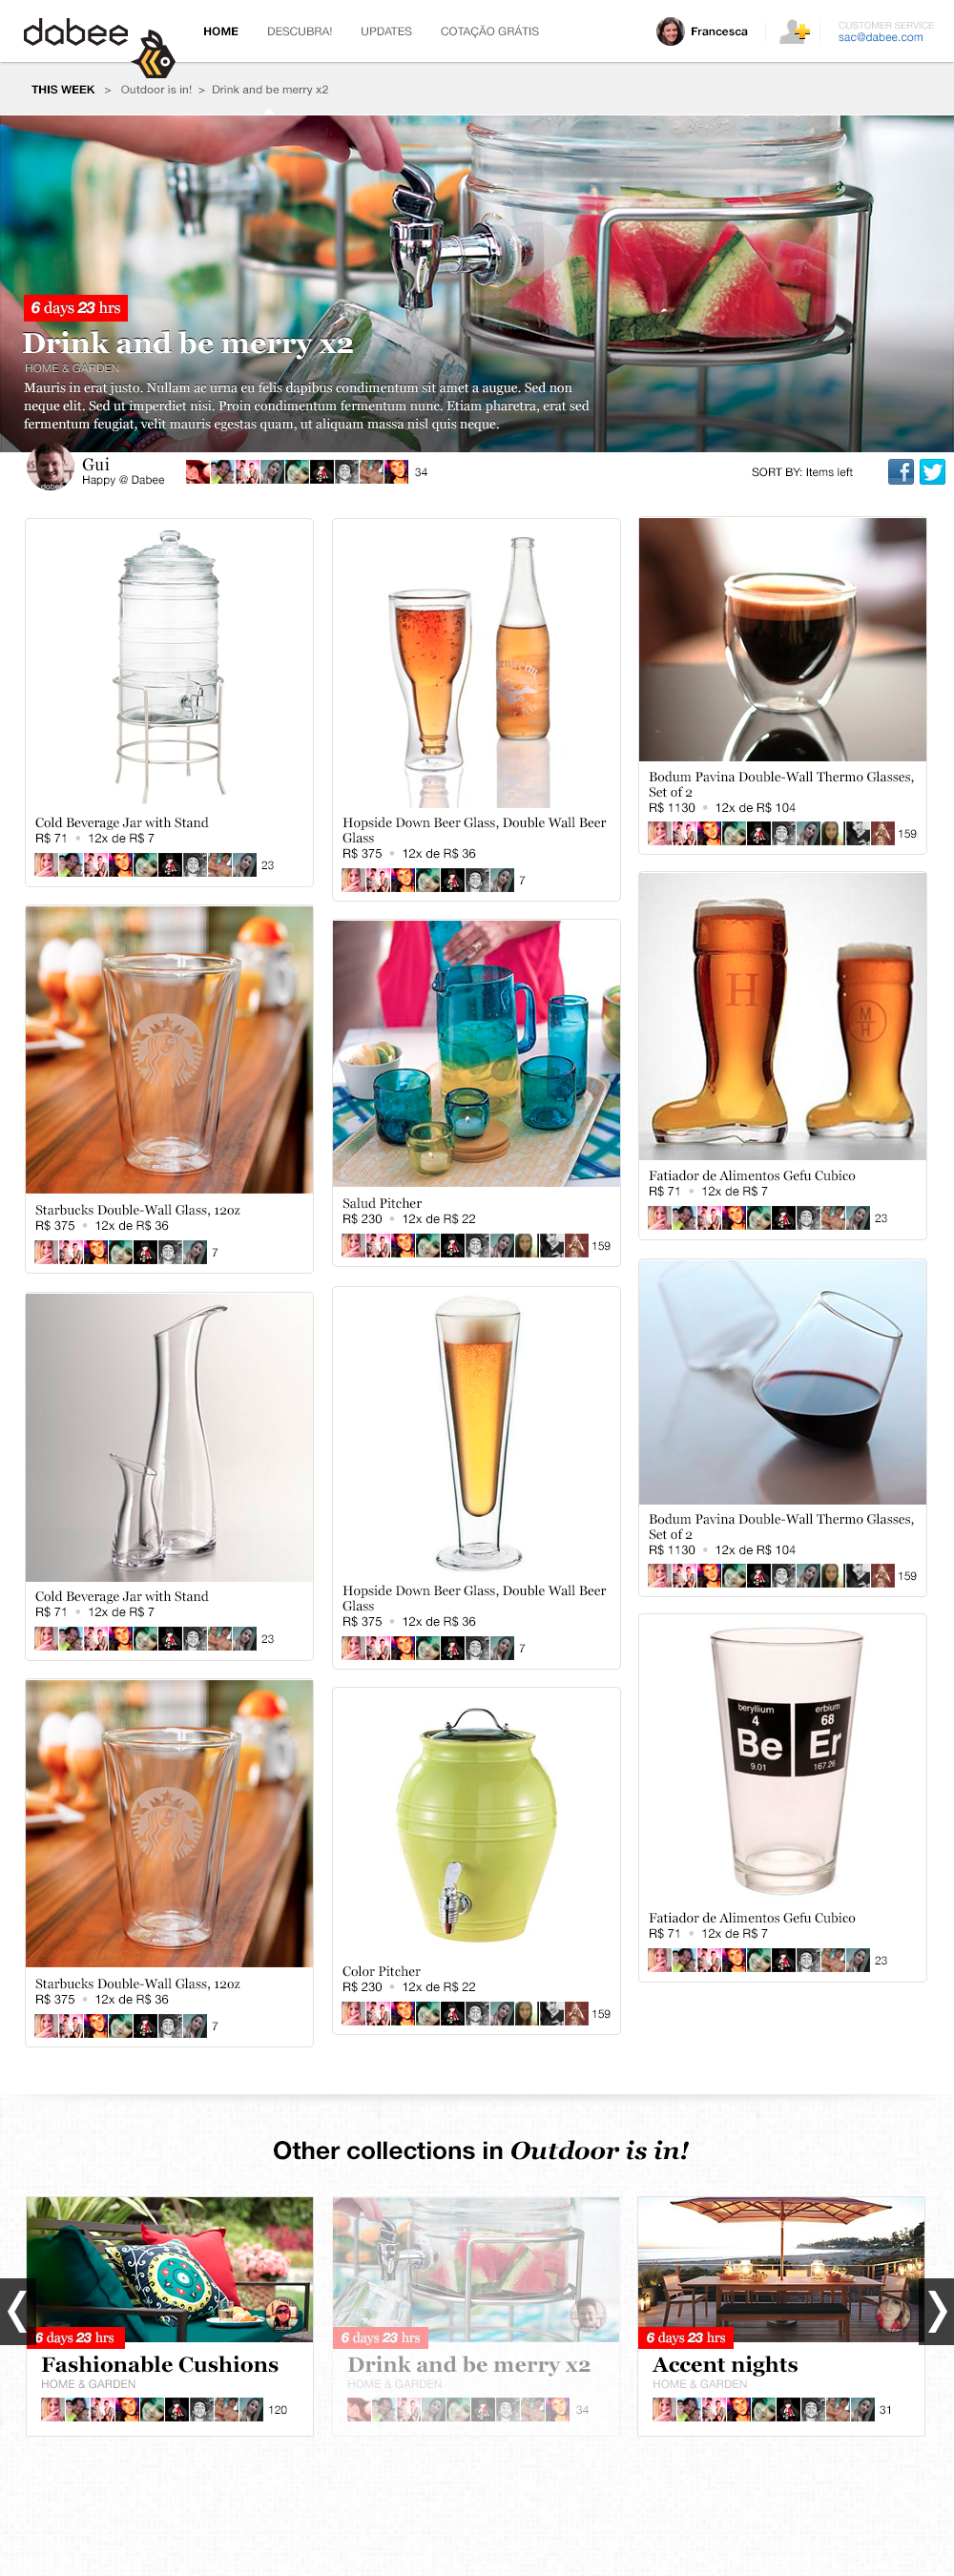 dabee
HOME DESCUBRA! UPDATES COTAÇÃO GRÁTIS
Francesca
CUSTOMER SERVICE
sac@dabee.com
THIS WEEK > Outdoor is in! > Drink and be merry x2
6 days 23 hrs
Drink and be merry x2
HOME & GARDEN
Mauris in erat justo. Nullam ac urna eu felis dapibus condimentum sit amet a augue. Sed non
neque elit. Sed ut imperdiet nisi. Proin condimentum fermentum nunc. Etiam pharetra, erat sed
fermentum feugiat, velit mauris egestas quam, ut aliquam massa nisl quis neque.
Gui
Happy @ Dabee
34
SORT BY: Items left
Cold Beverage Jar with Stand
R$ 71 • 12x de R$ 7
23
Hopside Down Beer Glass, Double Wall Beer
Glass
R$ 375 • 12x de R$ 36
7
Bodum Pavina Double-Wall Thermo Glasses,
Set of 2
R$ 1130 • 12x de R$ 104
159
Starbucks Double-Wall Glass, 12oz
R$ 375 • 12x de R$ 36
7
Salud Pitcher
R$ 230 • 12x de R$ 22
159
H
M
H
Fatiador de Alimentos Gefu Cubico
R$ 71 • 12x de R$ 7
23
Cold Beverage Jar with Stand
R$ 71 • 12x de R$ 7
23
Hopside Down Beer Glass, Double Wall Beer
Glass
R$ 375 • 12x de R$ 36
7
Bodum Pavina Double-Wall Thermo Glasses,
Set of 2
R$ 1130 • 12x de R$ 104
159
Starbucks Double-Wall Glass, 12oz
R$ 375 • 12x de R$ 36
7
Color Pitcher
R$ 230 • 12x de R$ 22
159
beryllium erbium
4 68
Be Er
9.01 167.26
Fatiador de Alimentos Gefu Cubico
R$ 71 • 12x de R$ 7
23
Other collections in Outdoor is in!
6 days 23 hrs
Fashionable Cushions
HOME & GARDEN
120
6 days 23 hrs
Drink and be merry x2
HOME & GARDEN
34
6 days 23 hrs
Accent nights
HOME & GARDEN
31